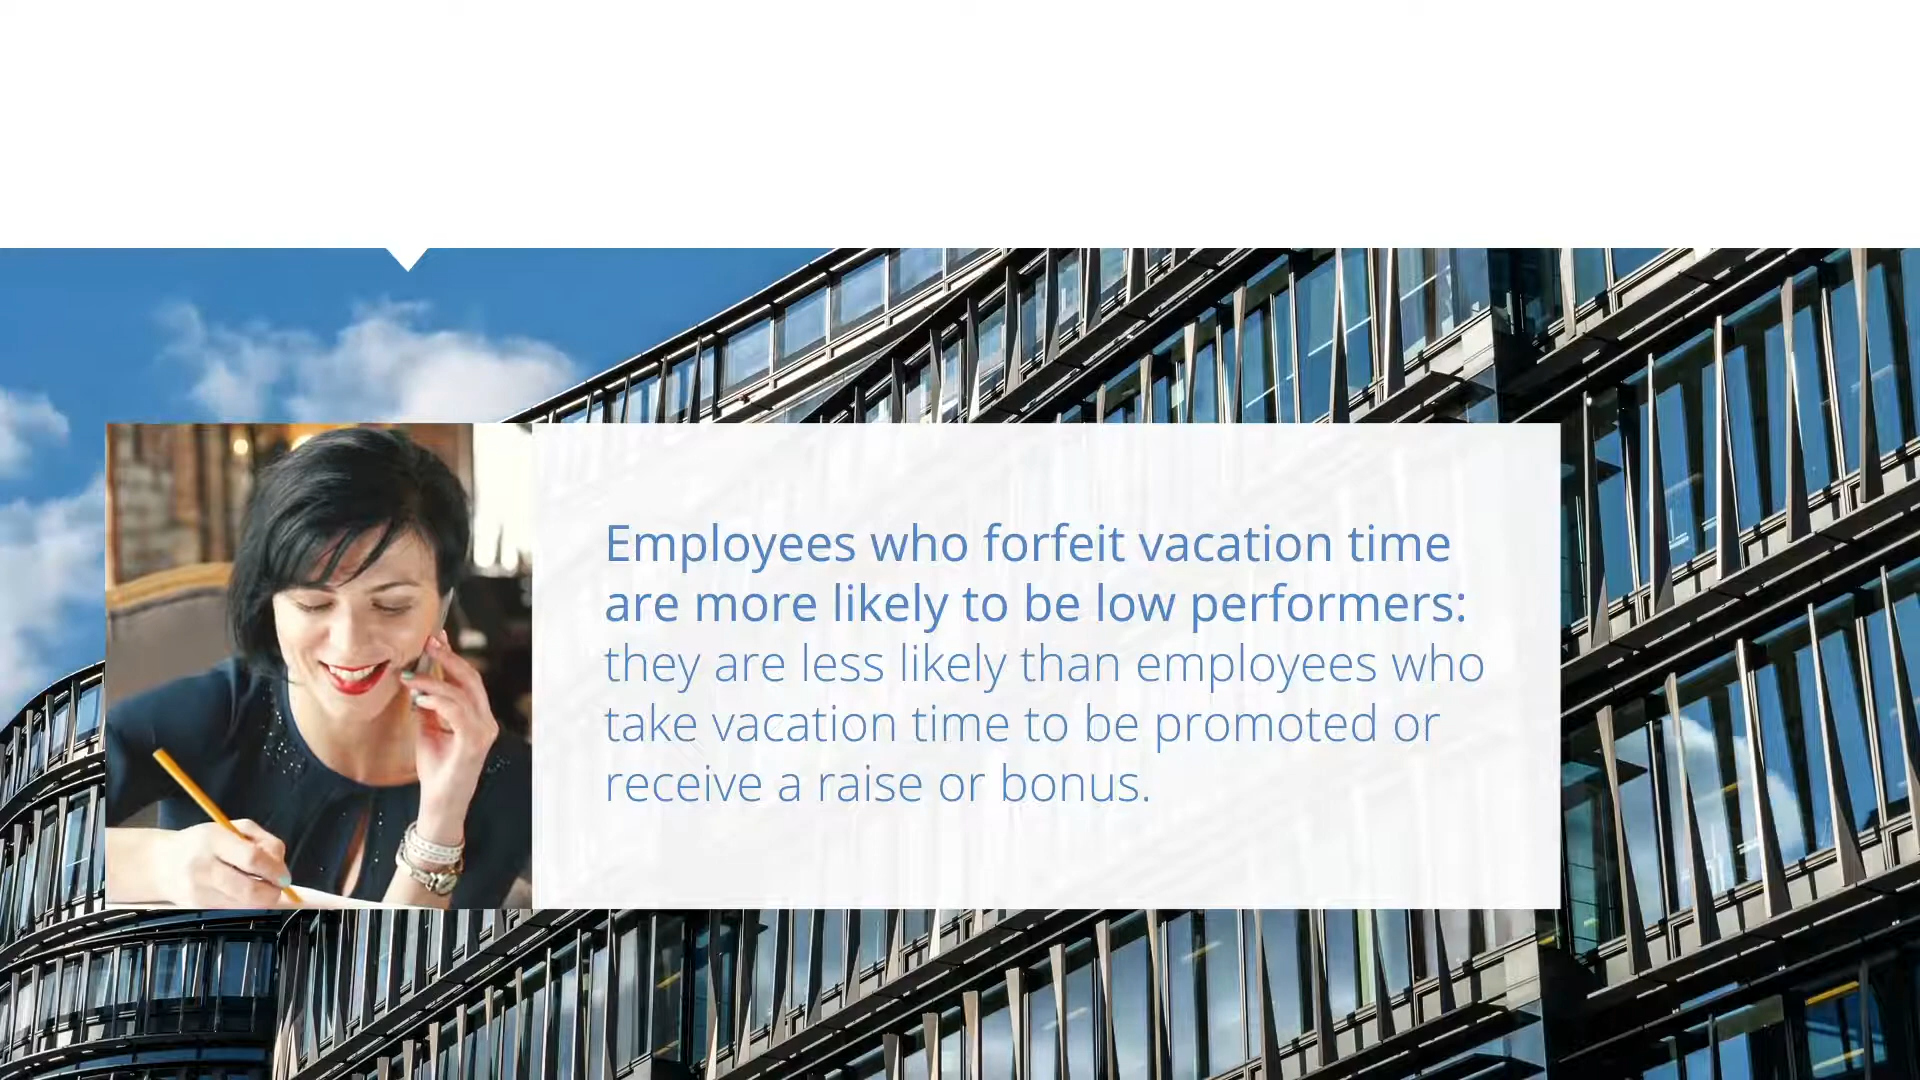 Employees who forfeit vacation time
are more likely to be low performers:
they are less likely than employees who
take vacation time to be promoted or
receive a raise or bonus.